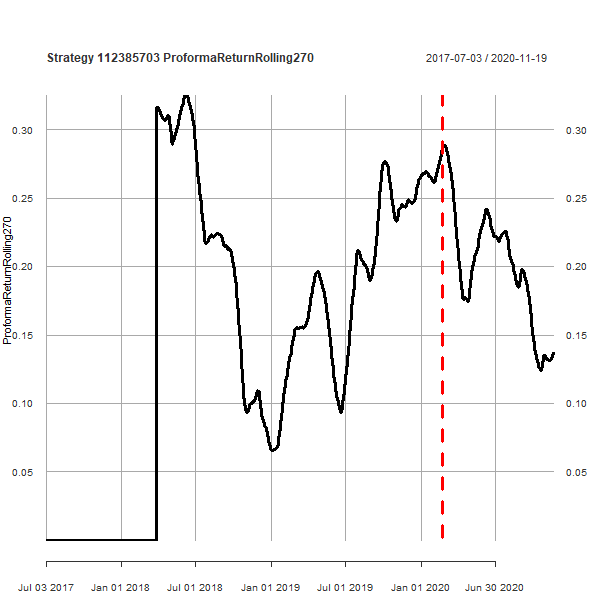 Strategy 112385703 ProformaReturnRolling270
2017-07-03 / 2020-11-19
ProformaReturnRolling270
0.30 0.30
0.25 0.25
0.20 0.20
0.15 0.15
0.10 0.10
0.05 0.05
Jul 03 2017 Jan 01 2018 Jul 01 2018 Jan 01 2019 Jul 01 2019 Jan 01 2020 Jun 30 2020